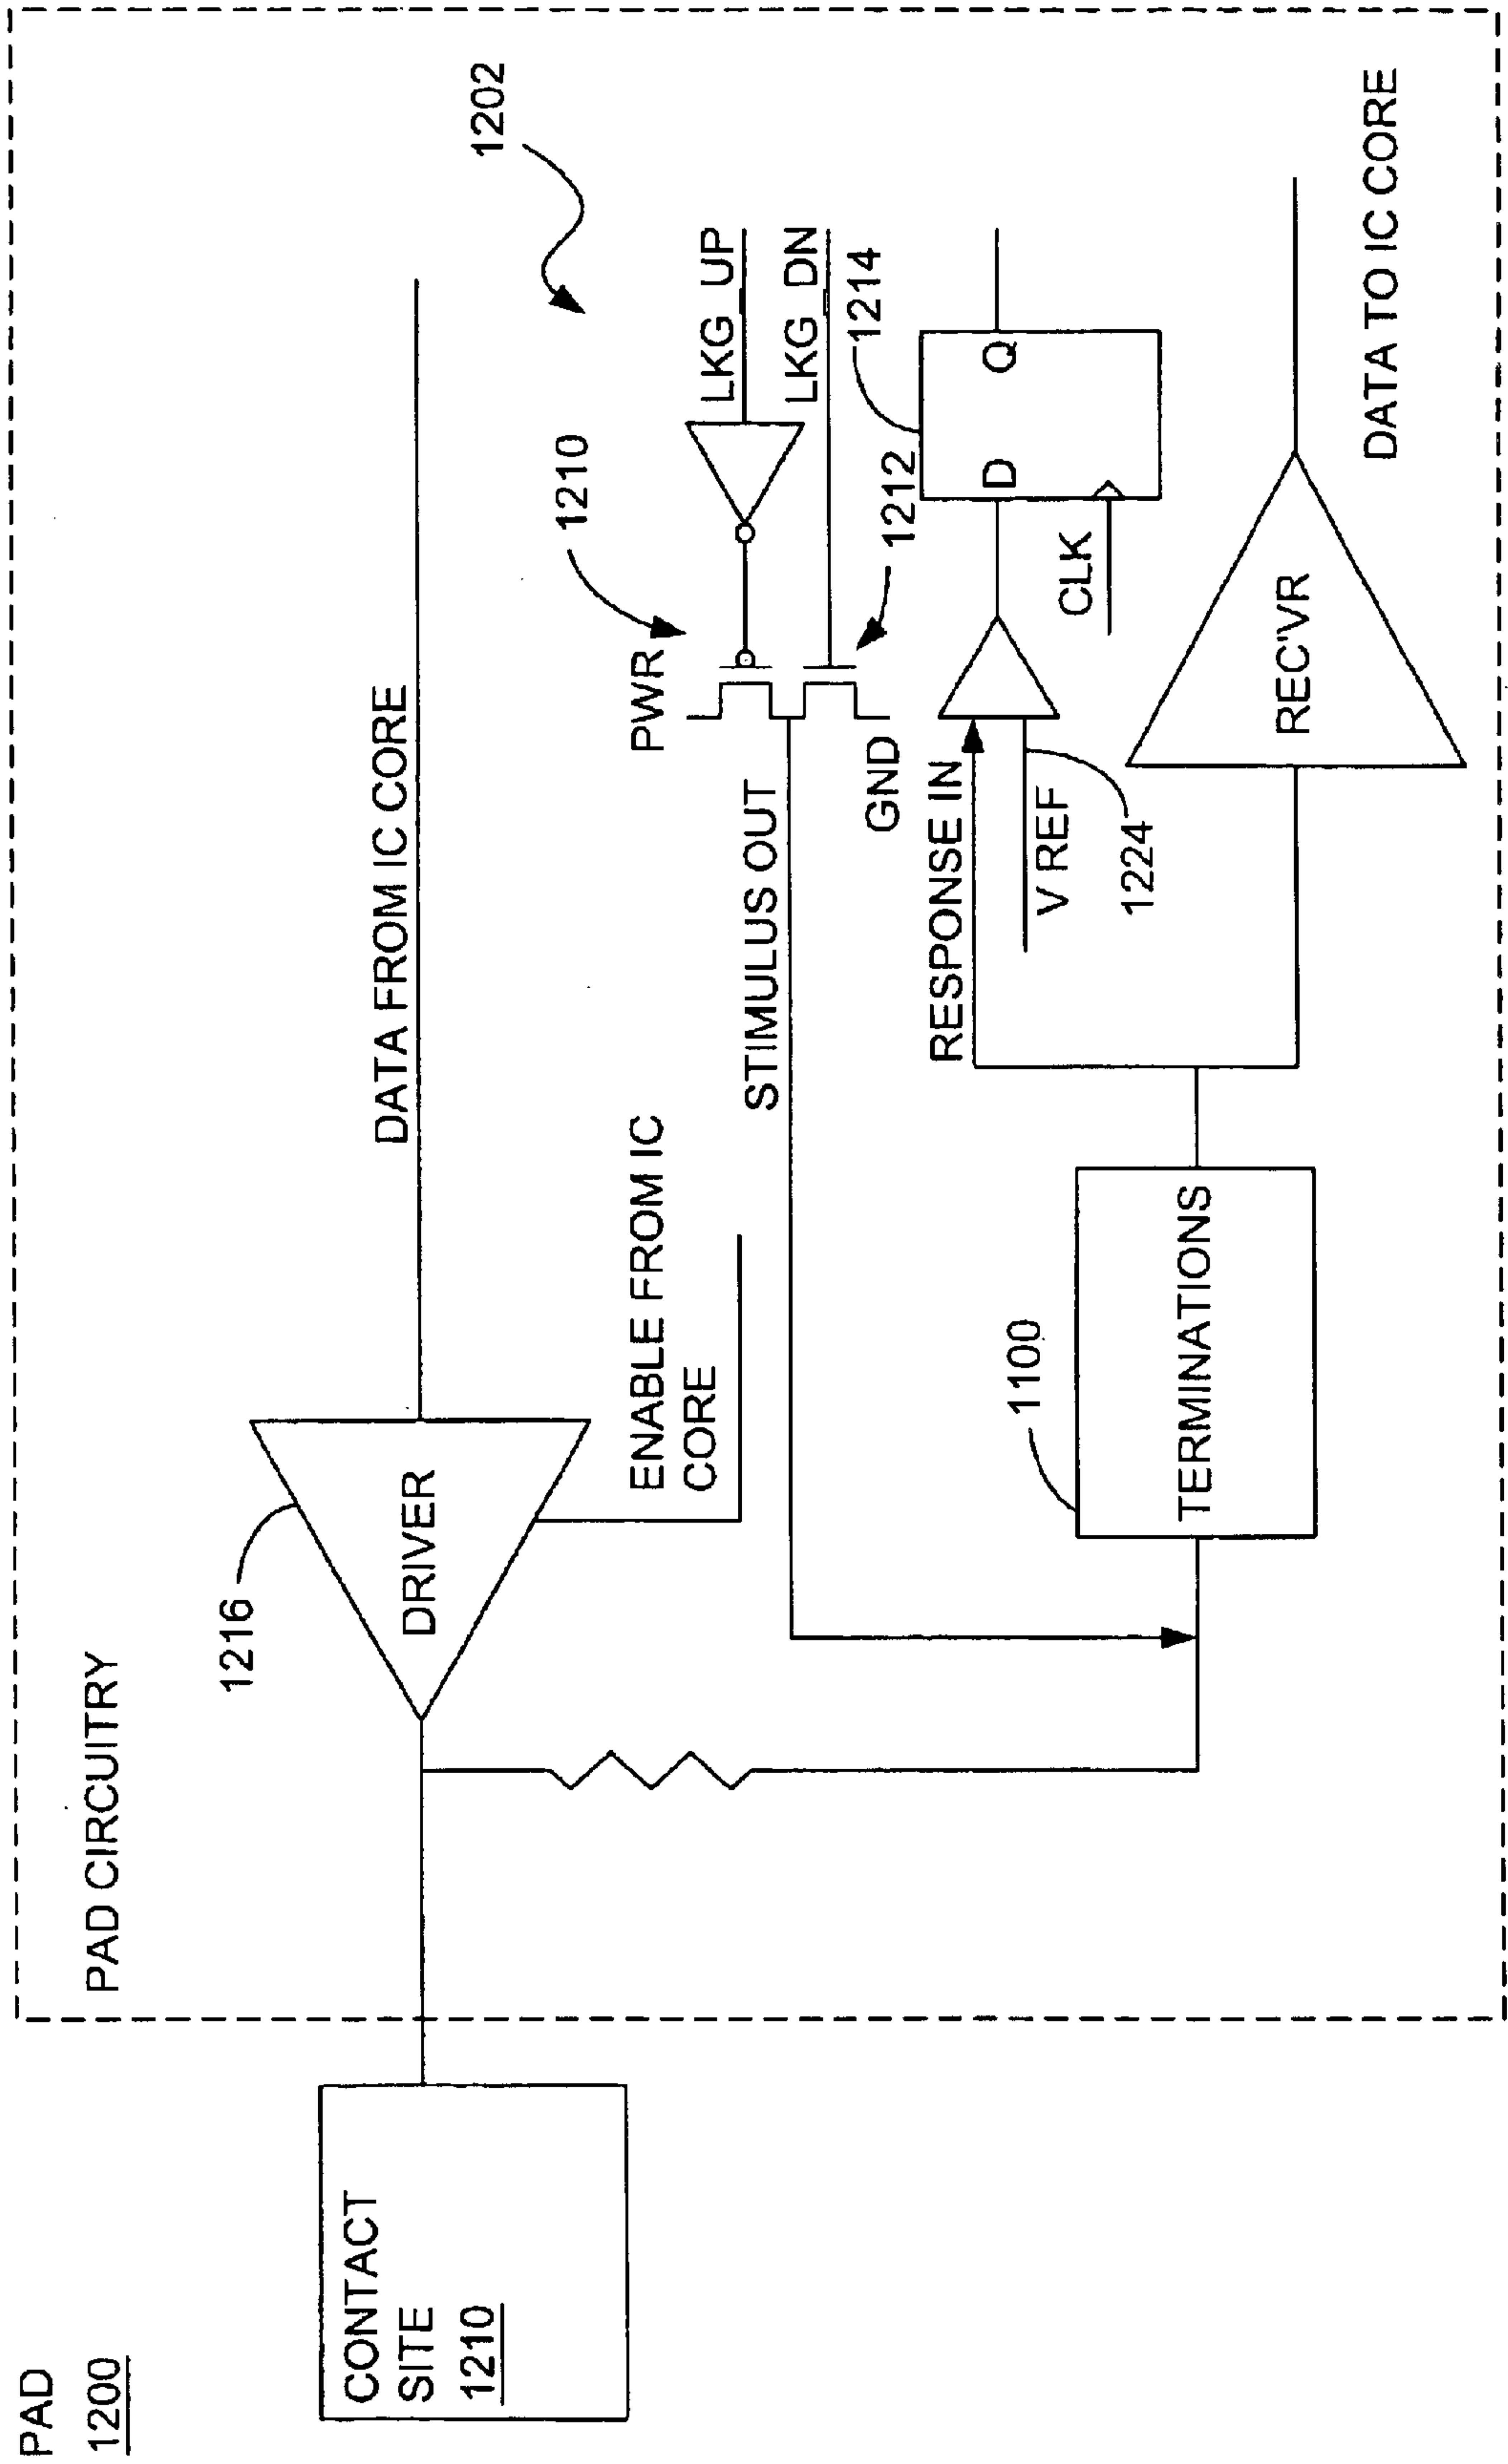 PAD
1200
PAD CIRCUITRY
CONTACT
SITE
1210
1216
DRIVER
DATA FROM IC CORE
ENABLE FROM IC
CORE
1202
1210
PWR
LKG_UP
LKG_DN
STIMULUS OUT
GND
1212
1214
D
Q
CLK
RESPONSE IN
V REF
1224
1100
TERMINATIONS
REC'VR
DATA TO IC CORE